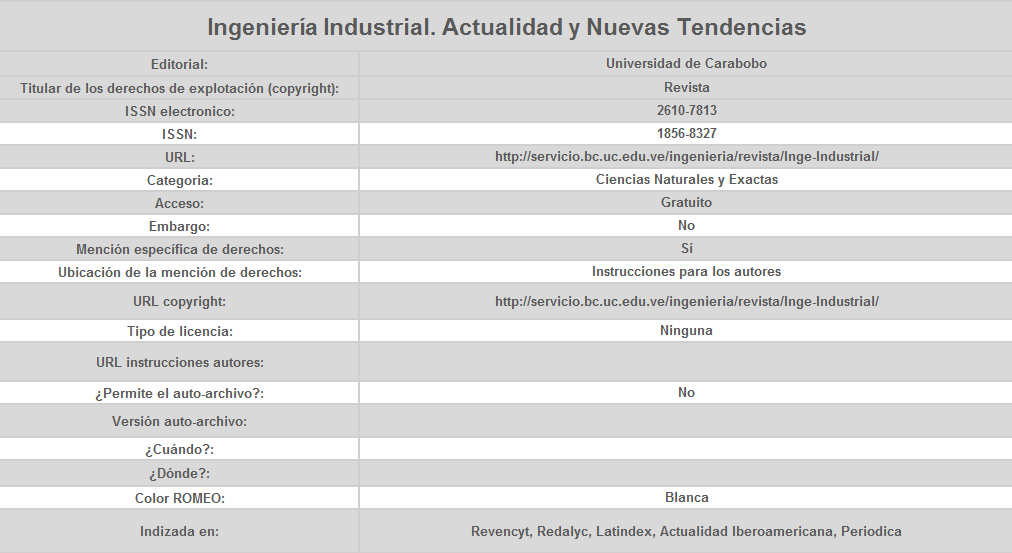 Ingeniería Industrial. Actualidad y Nuevas Tendencias
Editorial: Universidad de Carabobo
Titular de los derechos de explotación (copyright): Revista
ISSN electronico: 2610-7813
ISSN: 1856-8327
URL: http://servicio.bc.uc.edu.ve/ingenieria/revista/Inge-Industrial/
Categoria: Ciencias Naturales y Exactas
Acceso: Gratuito
Embargo: No
Mención específica de derechos: Sí
Ubicación de la mención de derechos: Instrucciones para los autores
URL copyright: http://servicio.bc.uc.edu.ve/ingenieria/revista/Inge-Industrial/
Tipo de licencia: Ninguna
URL instrucciones autores:
¿Permite el auto-archivo?: No
Versión auto-archivo:
¿Cuándo?:
¿Dónde?:
Color ROMEO: Blanca
Indizada en: Revencyt, Redalyc, Latindex, Actualidad Iberoamericana, Periodica